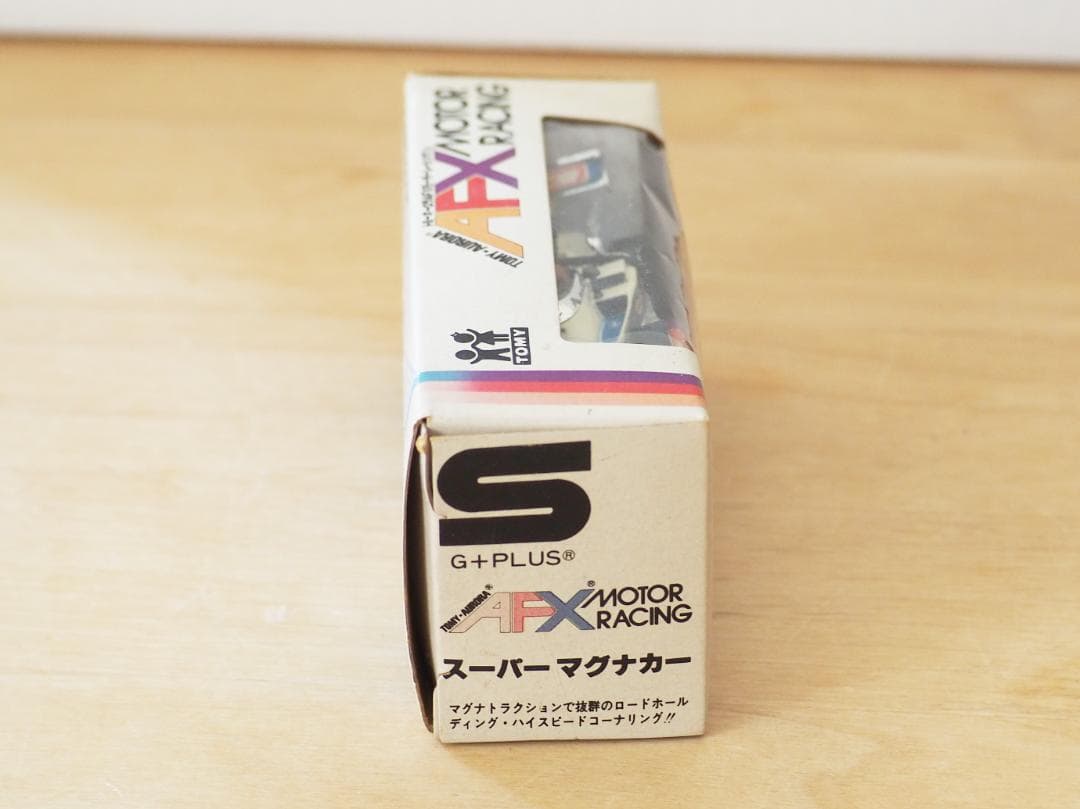 MOTOR
RACING
AFX
TOMY-AURORA®
TOMY
S
G+PLUS®
TOMY-AURORA®
AFX®
MOTOR
RACING
スーパーマグナカー
マグナトラクションで抜群のロードホール
ディング・ハイスピードコーナリング!!